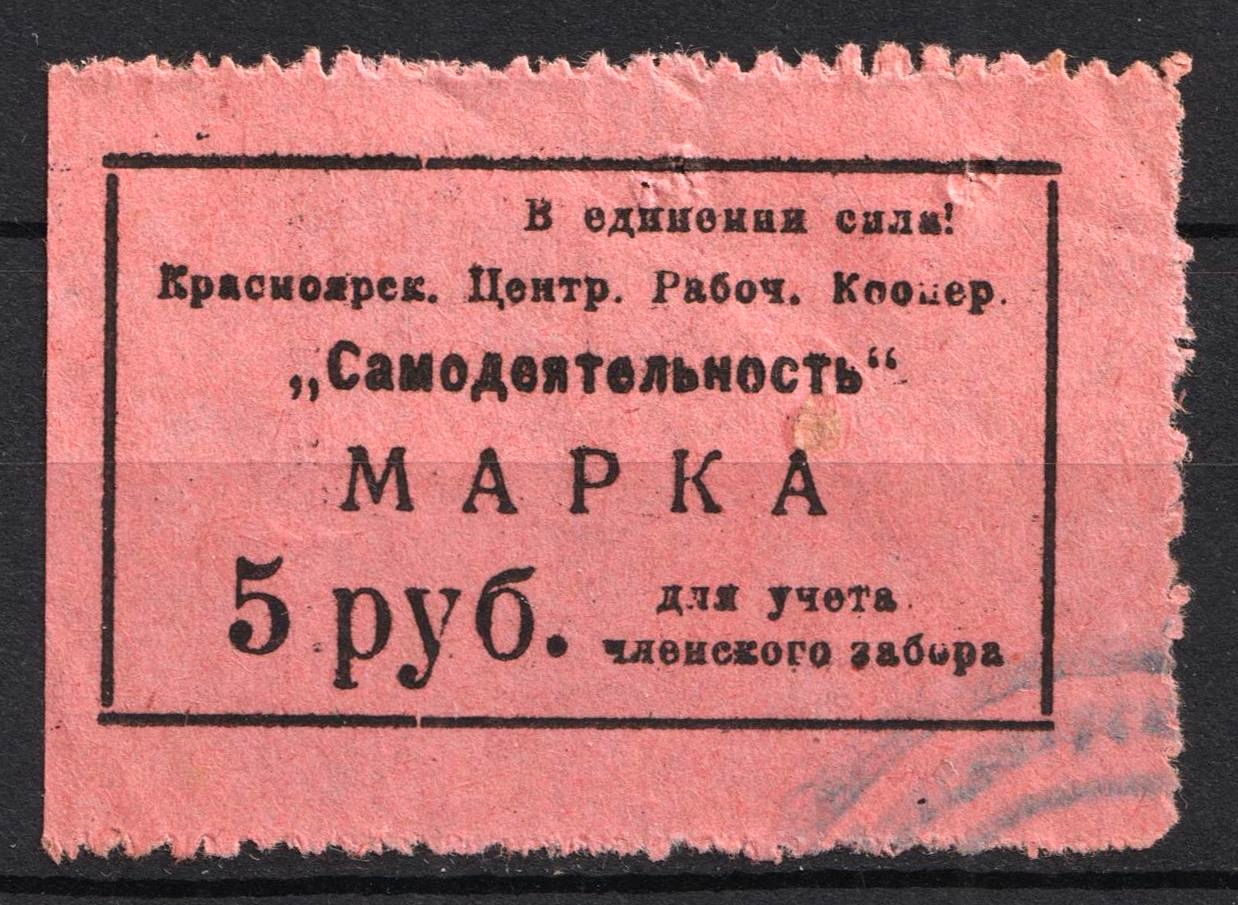 В единении сила!
Красноярск. Центр. Рабоч. Коопер.
„Самодеятельность“
МАРКА
5 руб.
для учета
членского забора